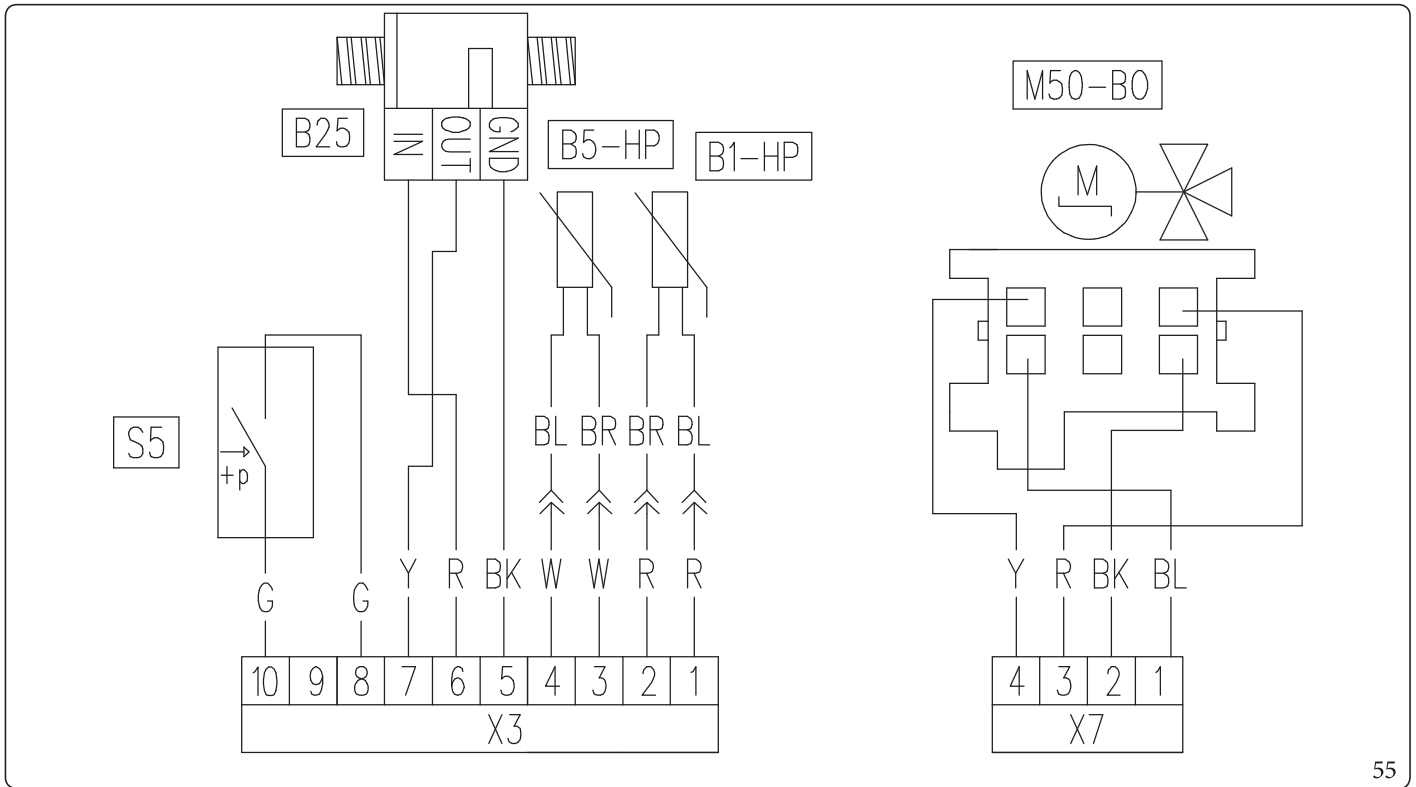 M50-BO
B25
IN
OUT
GND
B5-HP
B1-HP
M
S5
+p
BL BR BR BL
G G Y R BK W W R R
Y R BK BL
10 9 8 7 6 5 4 3 2 1
X3
4 3 2 1
X7
55